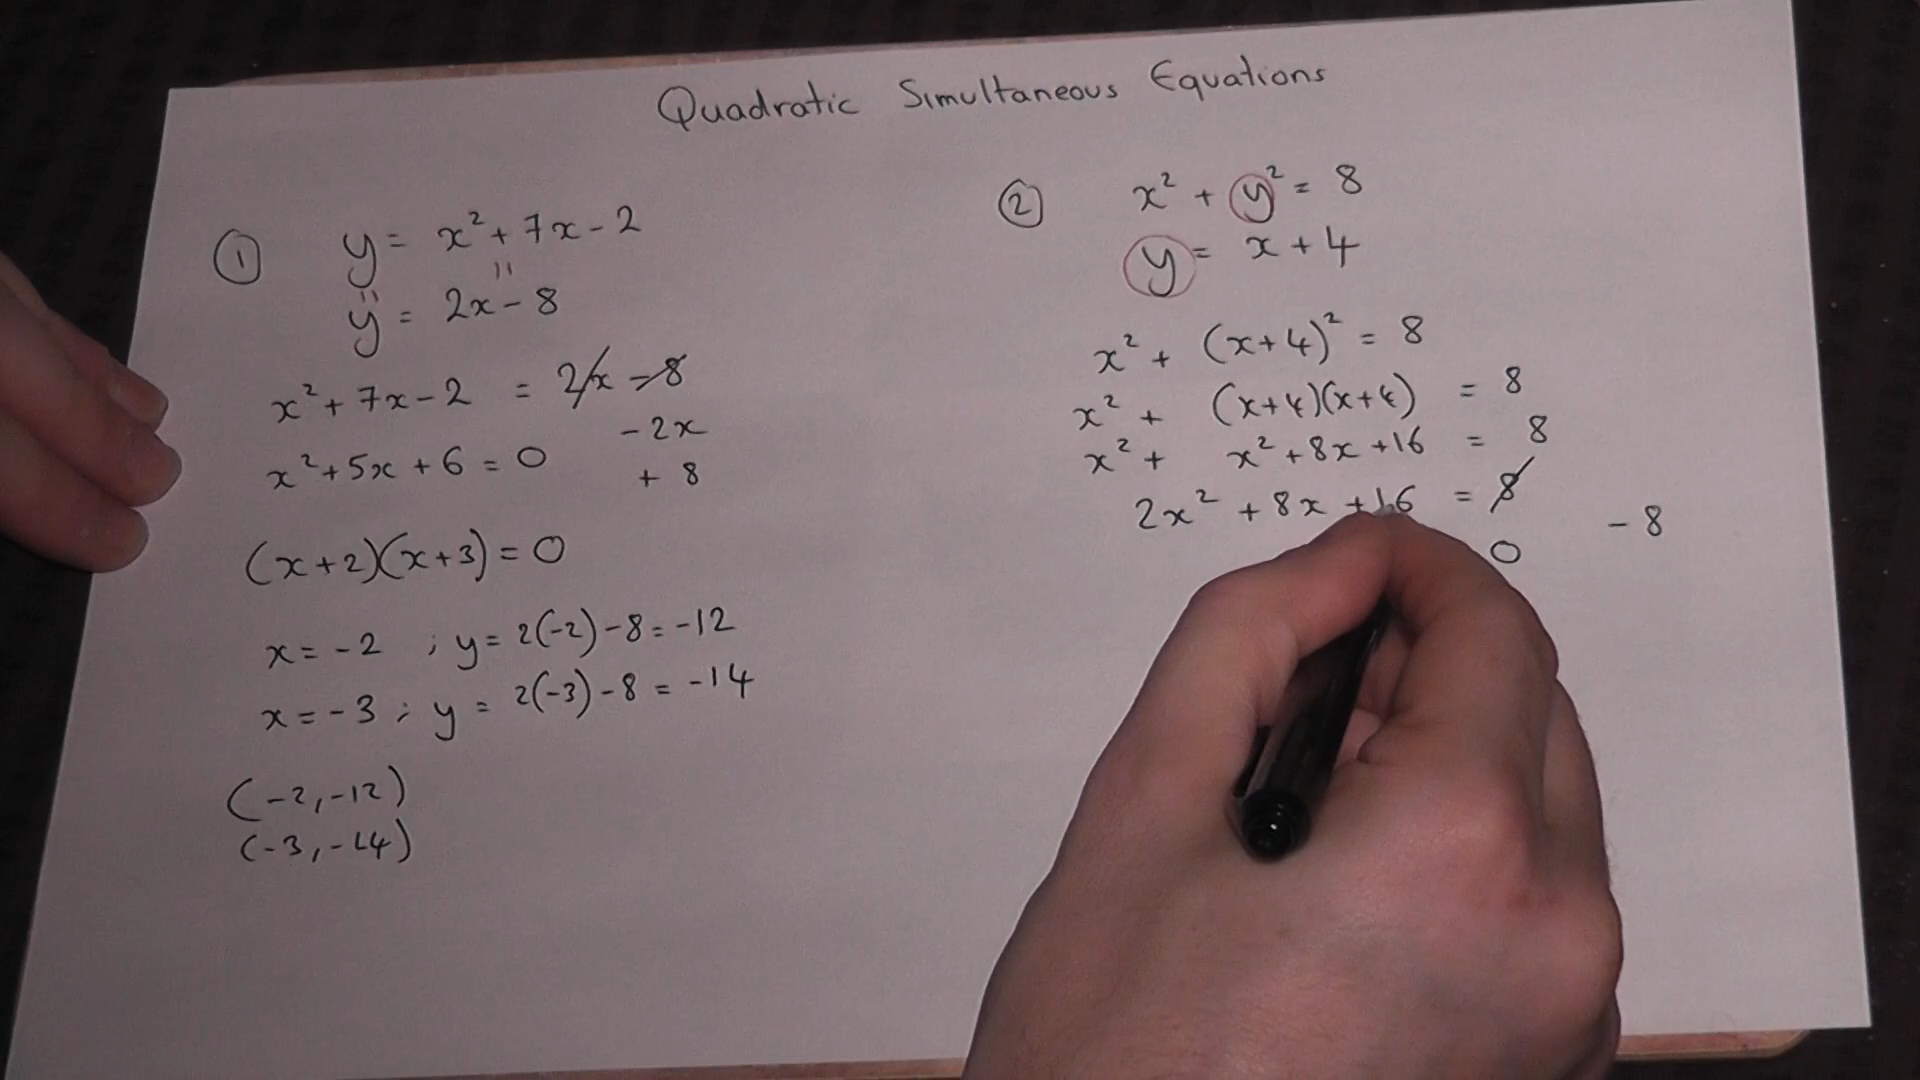 Quadratic Simultaneous Equations
① y = x² + 7x - 2
y = 2x - 8
x² + 7x - 2 = 2x - 8
- 2x
x² + 5x + 6 = 0
+ 8
(x+2)(x+3) = 0
x = -2 ; y = 2(-2) - 8 = -12
x = -3 ; y = 2(-3) - 8 = -14
(-2, -12)
(-3, -14)
② x² + y² = 8
y = x + 4
x² + (x+4)² = 8
x² + (x+4)(x+4) = 8
x² + x² + 8x + 16 = 8
2x² + 8x + 16 = 8
- 8
0